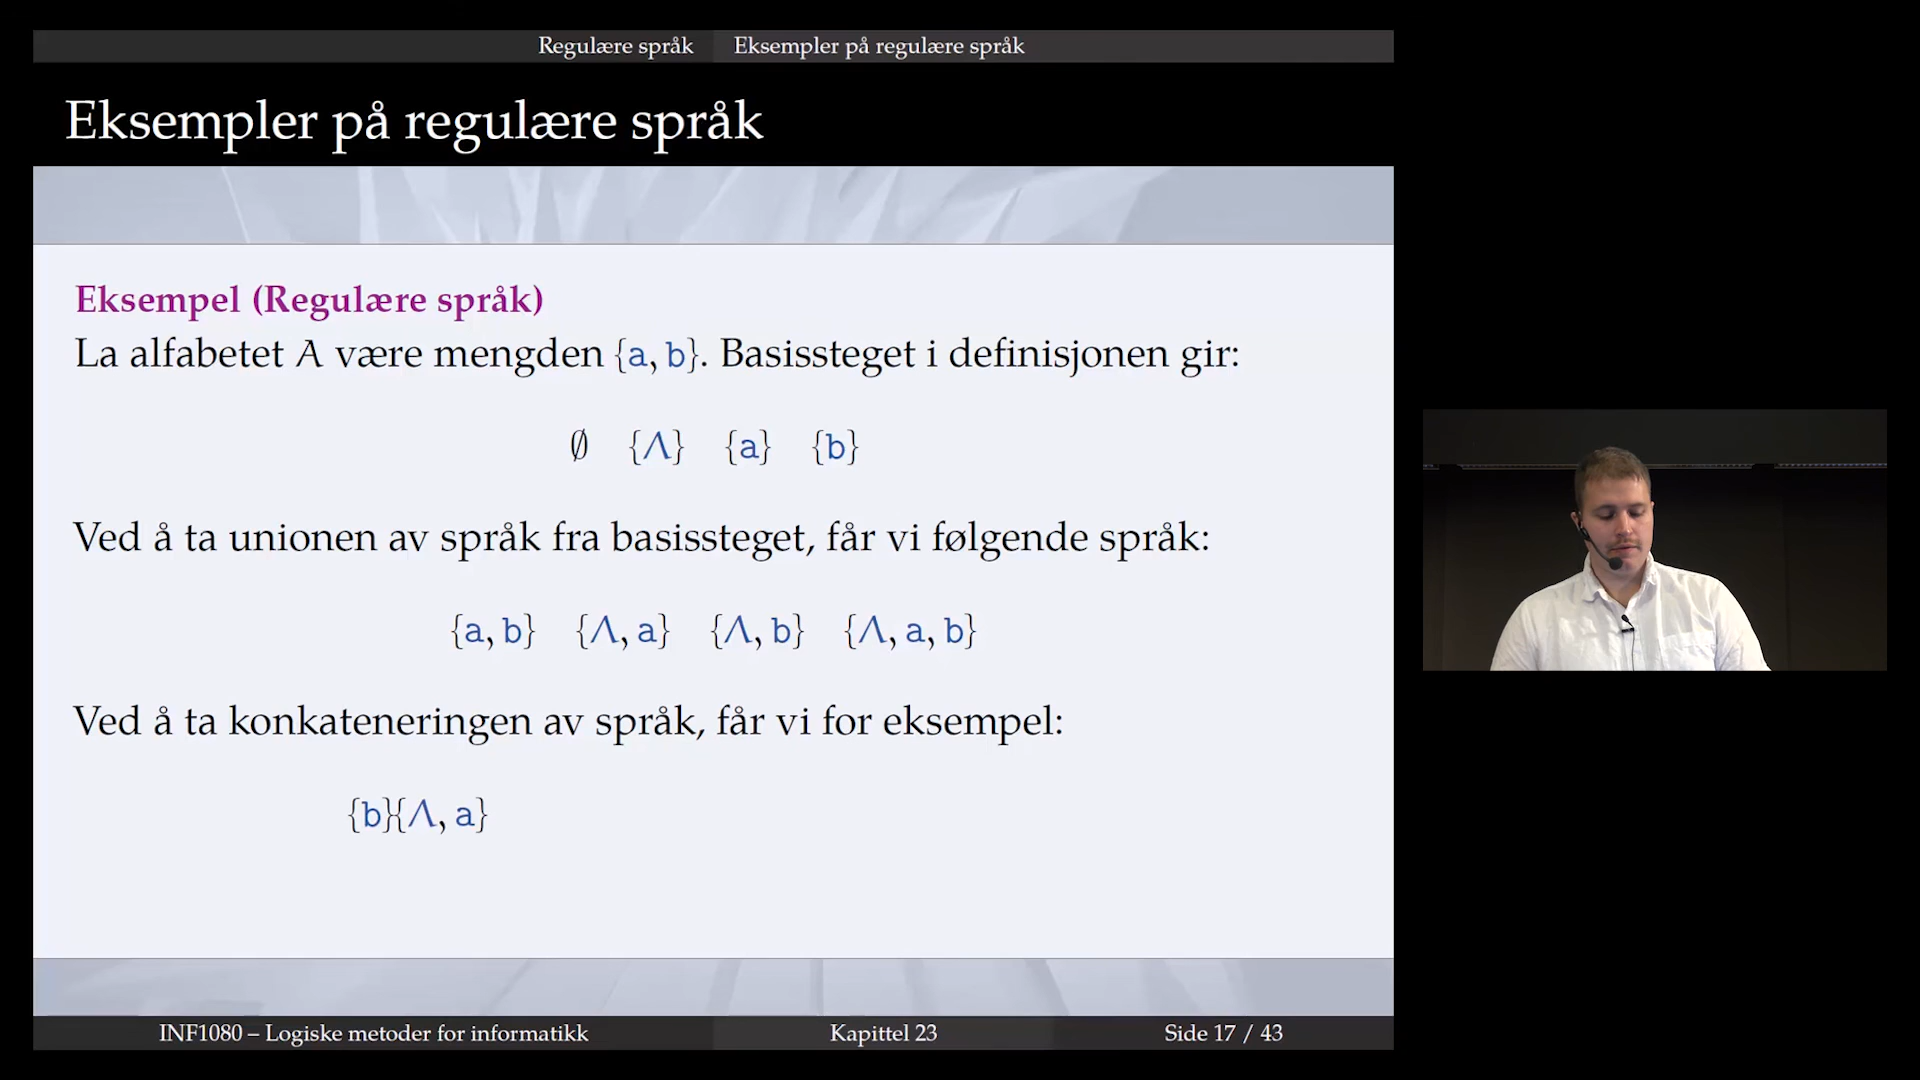 Regulære språk Eksempler på regulære språk
Eksempler på regulære språk
Eksempel (Regulære språk)
La alfabetet A være mengden {a, b}. Basissteget i definisjonen gir:
∅ {Λ} {a} {b}
Ved å ta unionen av språk fra basissteget, får vi følgende språk:
{a, b} {Λ, a} {Λ, b} {Λ, a, b}
Ved å ta konkateneringen av språk, får vi for eksempel:
{b}{Λ, a}
INF1080 – Logiske metoder for informatikk Kapittel 23 Side 17 / 43